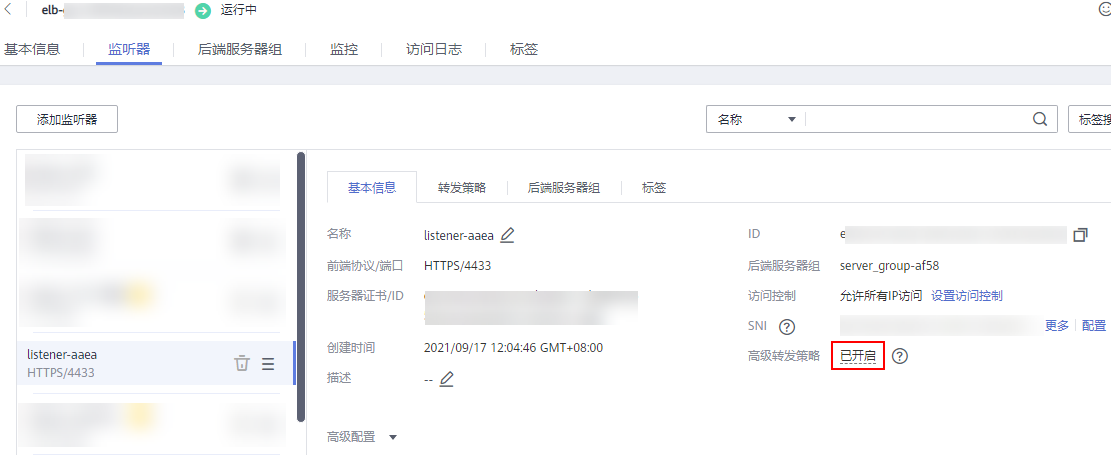 elb- 运行中
基本信息 监听器 后端服务器组 监控 访问日志 标签
添加监听器 名称 标签搜
基本信息 转发策略 后端服务器组 标签
名称 listener-aaea ID e
前端协议/端口 HTTPS/4433 后端服务器组 server_group-af58
服务器证书/ID 访问控制 允许所有IP访问 设置访问控制
SNI ? 更多 配置
创建时间 2021/09/17 12:04:46 GMT+08:00 高级转发策略 已开启 ?
listener-aaea
HTTPS/4433
描述 --
高级配置